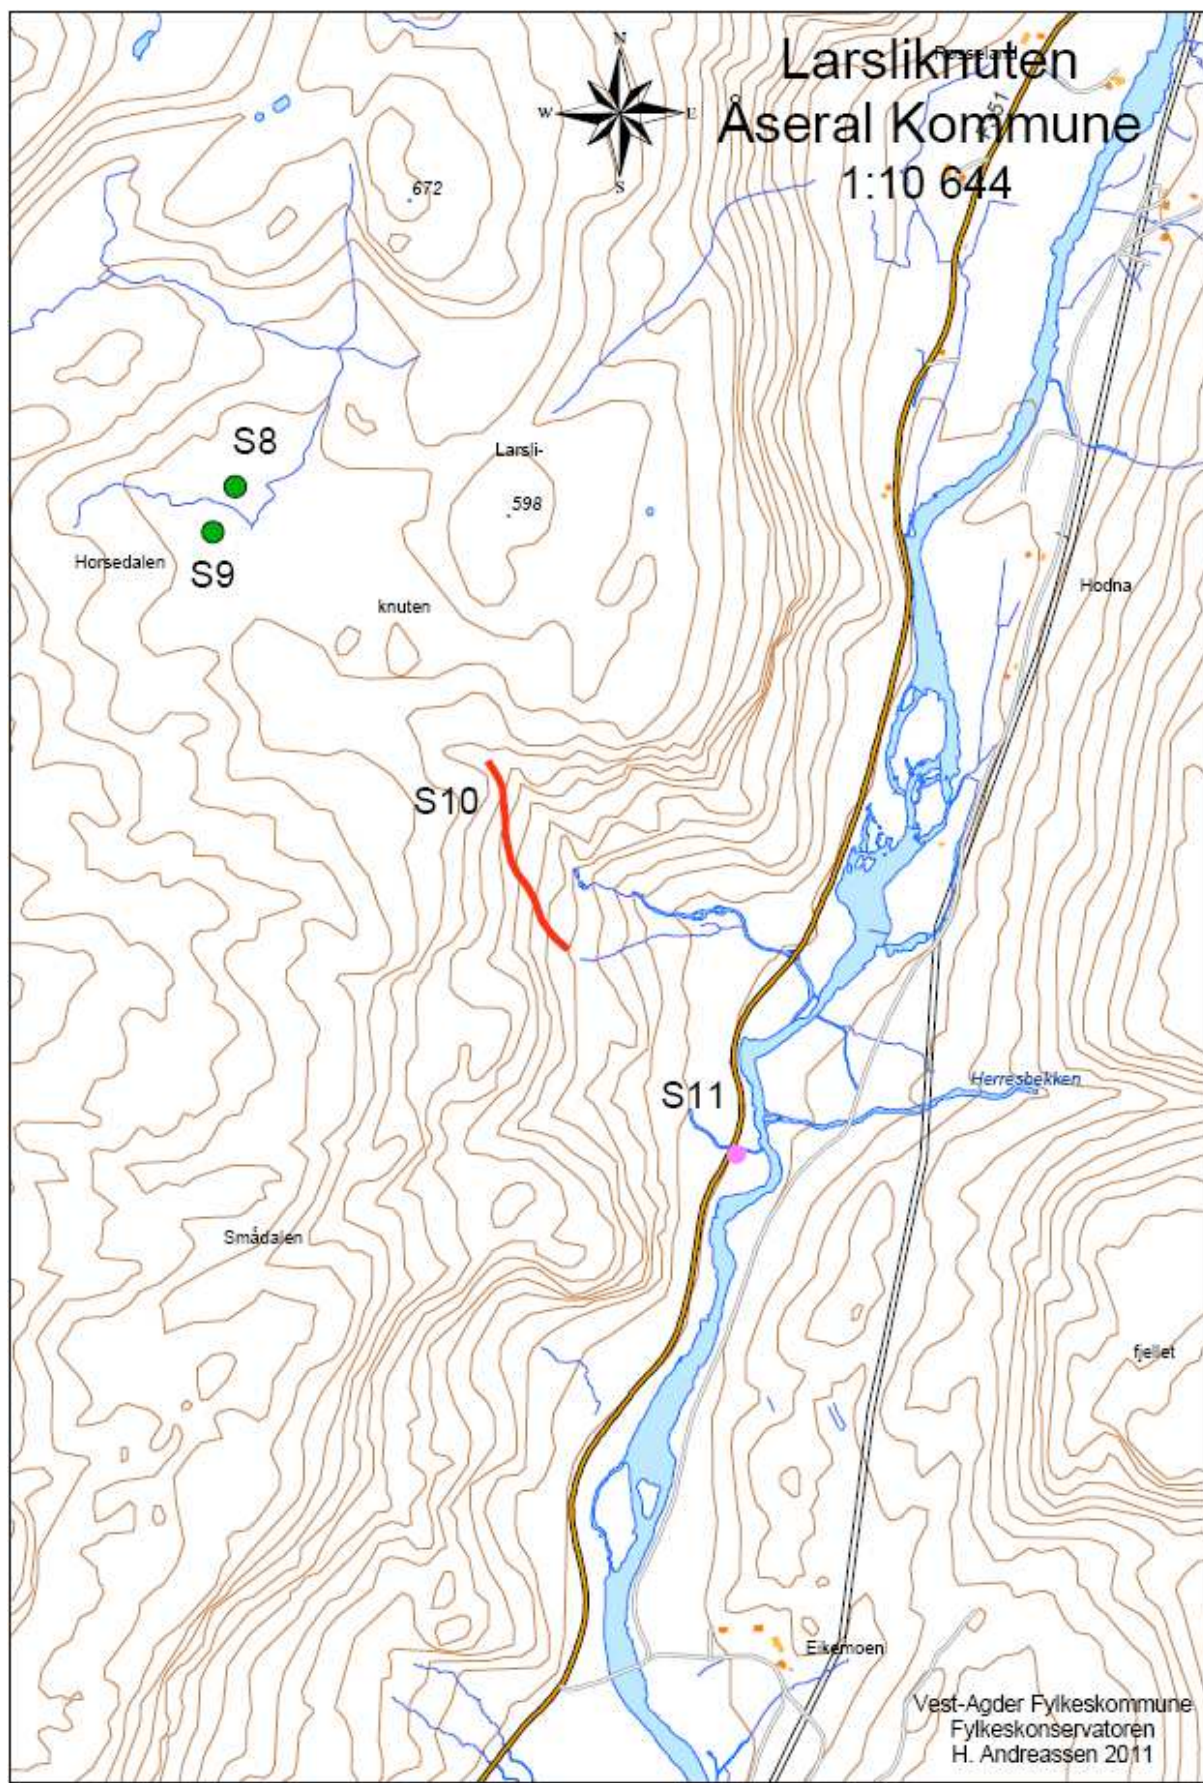 N
W
E
S
Larsliknuten
Åseral Kommune
1:10 644
672
S8
Larsli-
598
S9
Horsedalen
knuten
Hodna
S10
S11
Herresbekken
Smådalen
fjellet
Eikemoen
Vest-Agder Fylkeskommune
Fylkeskonservatoren
H. Andreassen 2011